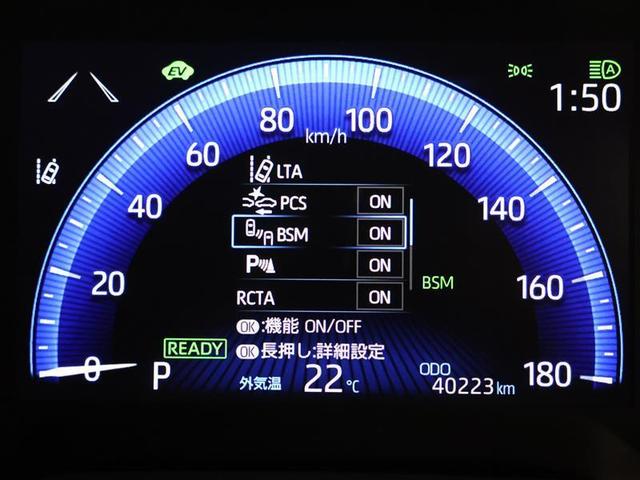 EV
A
1:50
0
20
40
60
80
100
120
140
160
180
km/h
LTA
PCS ON
BSM ON
P ON
RCTA ON
BSM
OK:機能 ON/OFF
OK長押し:詳細設定
READY
P
外気温 22℃
ODO
40223km